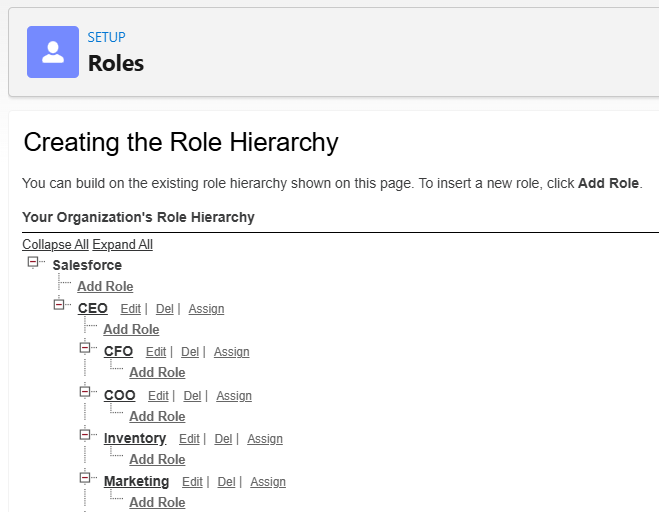 SETUP
Roles
Creating the Role Hierarchy
You can build on the existing role hierarchy shown on this page. To insert a new role, click Add Role.
Your Organization's Role Hierarchy
Collapse All Expand All
Salesforce
Add Role
CEO Edit | Del | Assign
Add Role
CFO Edit | Del | Assign
Add Role
COO Edit | Del | Assign
Add Role
Inventory Edit | Del | Assign
Add Role
Marketing Edit | Del | Assign
Add Role